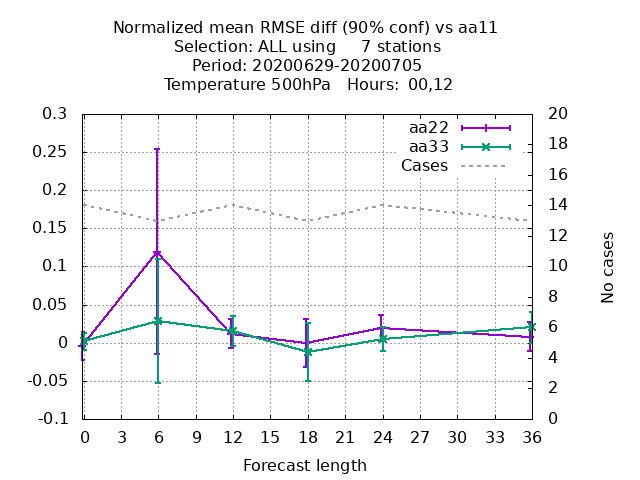 Normalized mean RMSE diff (90% conf) vs aa11
Selection: ALL using 7 stations
Period: 20200629-20200705
Temperature 500hPa Hours: 00,12
aa22
aa33
Cases
0.3
0.25
0.2
0.15
0.1
0.05
0
-0.05
-0.1
20
18
16
14
12
10
8
6
4
2
0
No cases
0 3 6 9 12 15 18 21 24 27 30 33 36
Forecast length